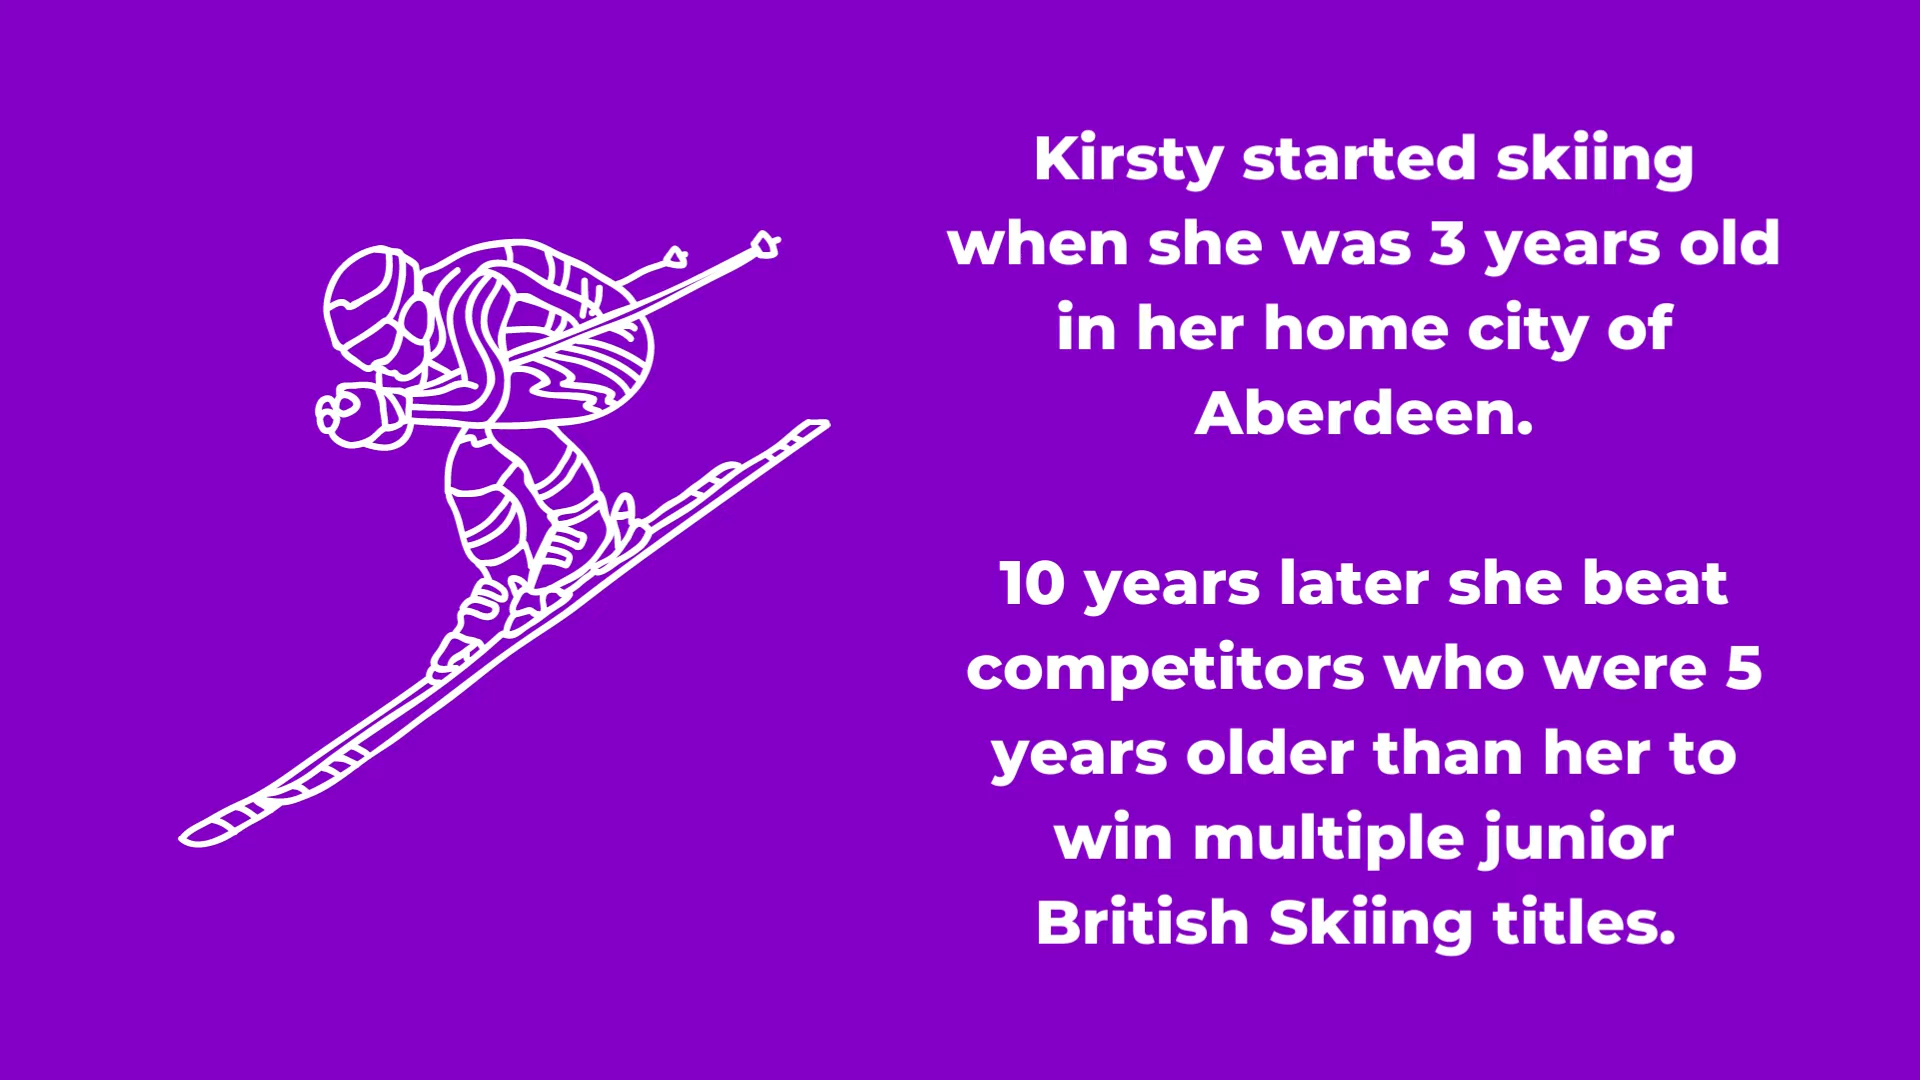 Kirsty started skiing
when she was 3 years old
in her home city of
Aberdeen.
10 years later she beat
competitors who were 5
years older than her to
win multiple junior
British Skiing titles.